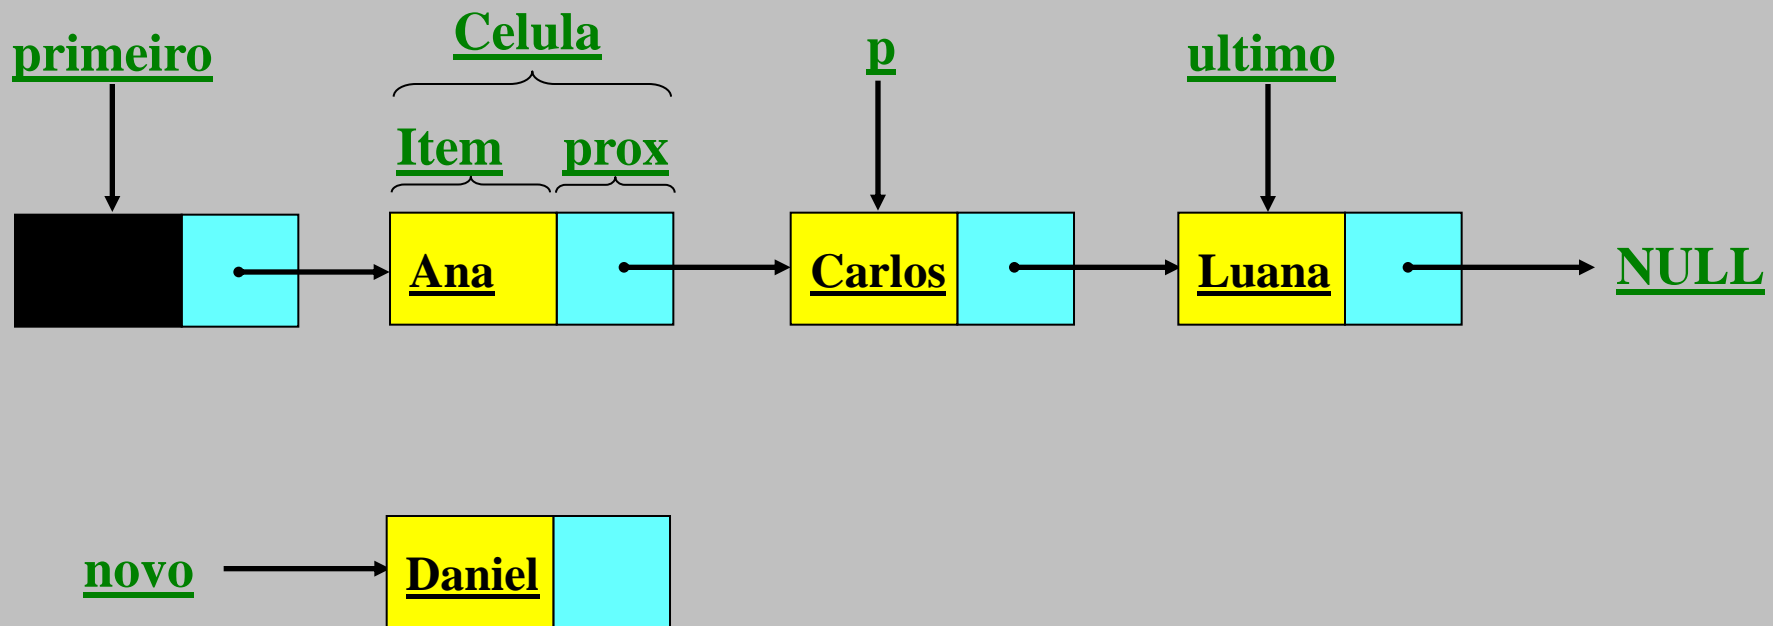 primeiro
Celula
p
ultimo
Item
prox
Ana
Carlos
Luana
NULL
novo
Daniel